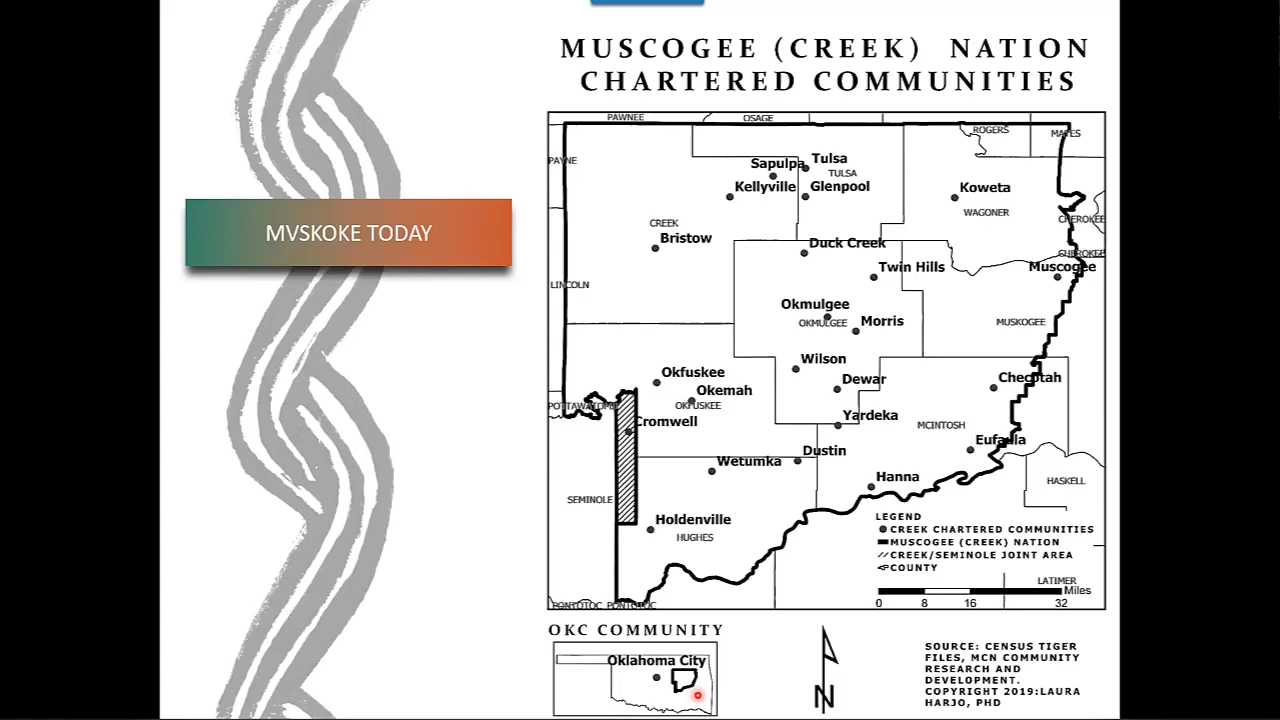 MUSCOGEE (CREEK) NATION
CHARTERED COMMUNITIES
MVSKOKE TODAY
PAWNEE
OSAGE
ROGERS
MAYES
PAYNE
Sapulpa
Tulsa
TULSA
Kellyville
Glenpool
Koweta
WAGONER
CREEK
CHEROKEE
Bristow
Duck Creek
CHEROKEE
Twin Hills
Muscogee
LINCOLN
Okmulgee
OKMULGEE
Morris
MUSKOGEE
Wilson
Okfuskee
Dewar
Checotah
Okemah
OKFUSKEE
POTTAWATOMIE
Cromwell
Yardeka
MCINTOSH
Eufaula
Wetumka
Dustin
Hanna
HASKELL
SEMINOLE
Holdenville
HUGHES
LEGEND
CREEK CHARTERED COMMUNITIES
MUSCOGEE (CREEK) NATION
CREEK/SEMINOLE JOINT AREA
COUNTY
LATIMER
Miles
0 8 16 32
PONTOTOC PONTOTOC
OKC COMMUNITY
Oklahoma City
N
SOURCE: CENSUS TIGER
FILES, MCN COMMUNITY
RESEARCH AND
DEVELOPMENT.
COPYRIGHT 2019:LAURA
HARJO, PHD